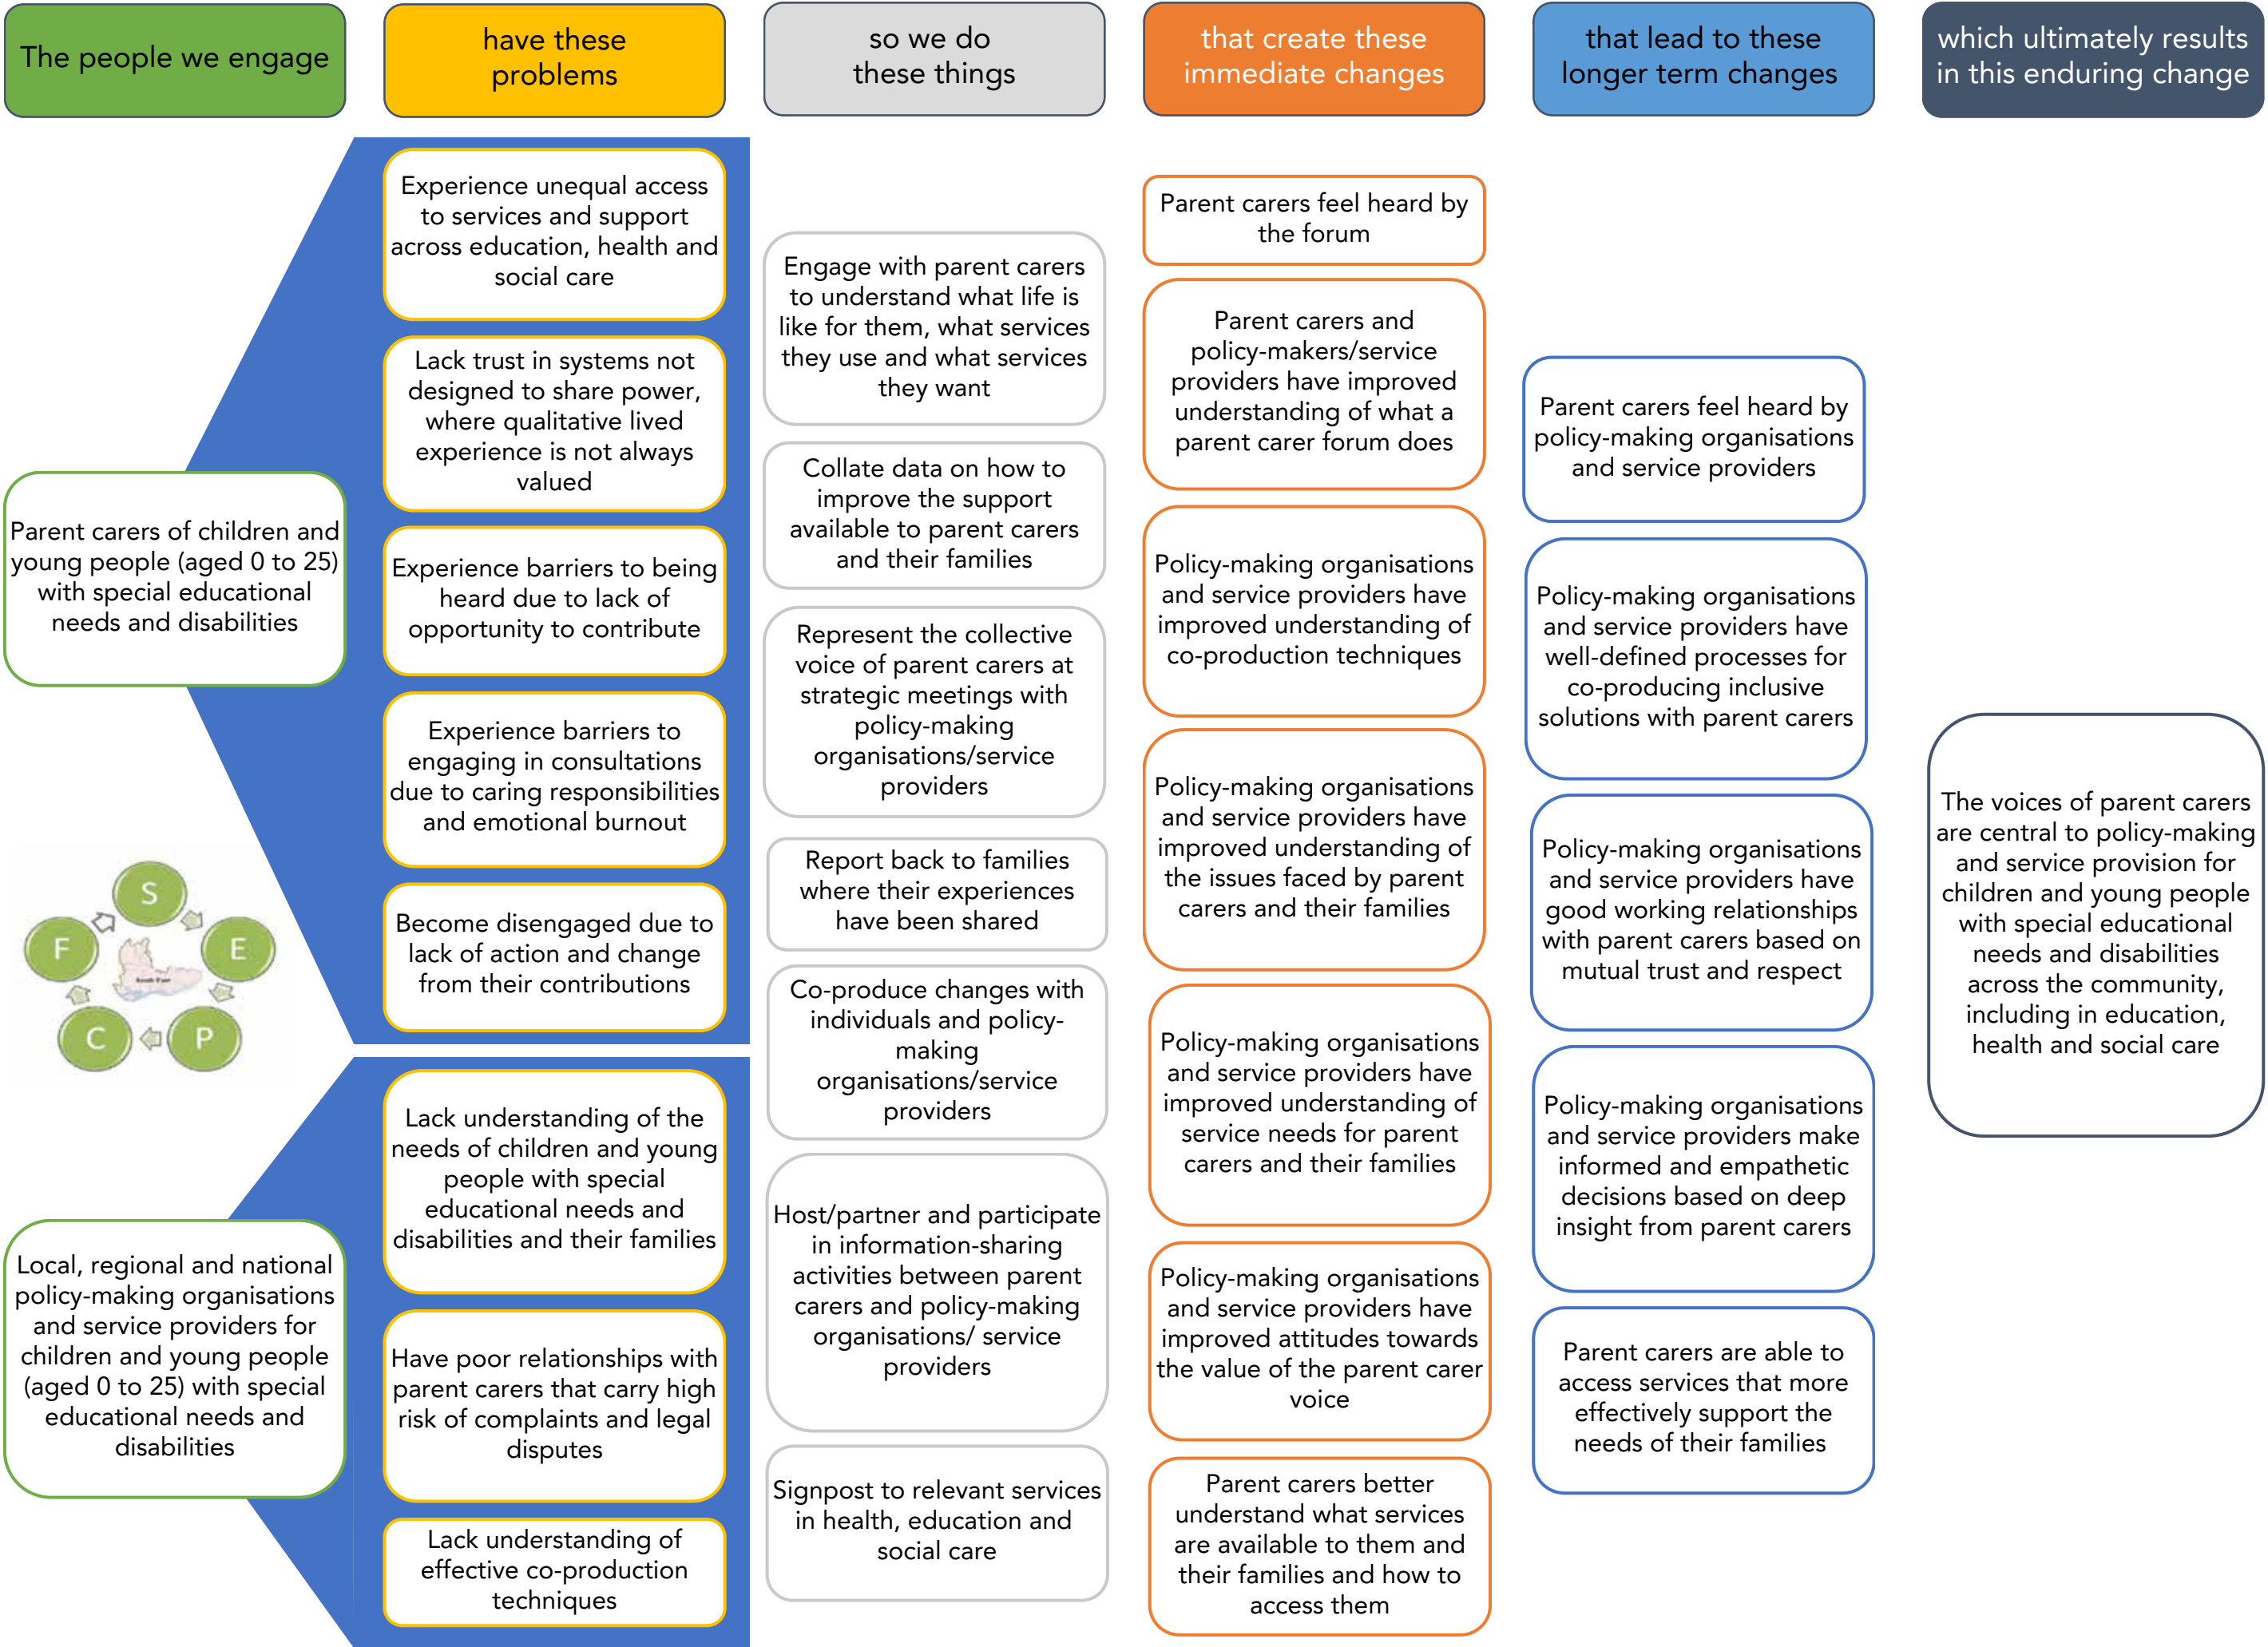 The people we engage
have these
problems
so we do
these things
that create these
immediate changes
that lead to these
longer term changes
which ultimately results
in this enduring change
Parent carers of children and
young people (aged 0 to 25)
with special educational
needs and disabilities
S
E
P
C
F
South East
Local, regional and national
policy-making organisations
and service providers for
children and young people
(aged 0 to 25) with special
educational needs and
disabilities
Experience unequal access
to services and support
across education, health and
social care
Lack trust in systems not
designed to share power,
where qualitative lived
experience is not always
valued
Experience barriers to being
heard due to lack of
opportunity to contribute
Experience barriers to
engaging in consultations
due to caring responsibilities
and emotional burnout
Become disengaged due to
lack of action and change
from their contributions
Lack understanding of the
needs of children and young
people with special
educational needs and
disabilities and their families
Have poor relationships with
parent carers that carry high
risk of complaints and legal
disputes
Lack understanding of
effective co-production
techniques
Engage with parent carers
to understand what life is
like for them, what services
they use and what services
they want
Collate data on how to
improve the support
available to parent carers
and their families
Represent the collective
voice of parent carers at
strategic meetings with
policy-making
organisations/service
providers
Report back to families
where their experiences
have been shared
Co-produce changes with
individuals and policy-
making
organisations/service
providers
Host/partner and participate
in information-sharing
activities between parent
carers and policy-making
organisations/ service
providers
Signpost to relevant services
in health, education and
social care
Parent carers feel heard by
the forum
Parent carers and
policy-makers/service
providers have improved
understanding of what a
parent carer forum does
Policy-making organisations
and service providers have
improved understanding of
co-production techniques
Policy-making organisations
and service providers have
improved understanding of
the issues faced by parent
carers and their families
Policy-making organisations
and service providers have
improved understanding of
service needs for parent
carers and their families
Policy-making organisations
and service providers have
improved attitudes towards
the value of the parent carer
voice
Parent carers better
understand what services
are available to them and
their families and how to
access them
Parent carers feel heard by
policy-making organisations
and service providers
Policy-making organisations
and service providers have
well-defined processes for
co-producing inclusive
solutions with parent carers
Policy-making organisations
and service providers have
good working relationships
with parent carers based on
mutual trust and respect
Policy-making organisations
and service providers make
informed and empathetic
decisions based on deep
insight from parent carers
Parent carers are able to
access services that more
effectively support the
needs of their families
The voices of parent carers
are central to policy-making
and service provision for
children and young people
with special educational
needs and disabilities
across the community,
including in education,
health and social care